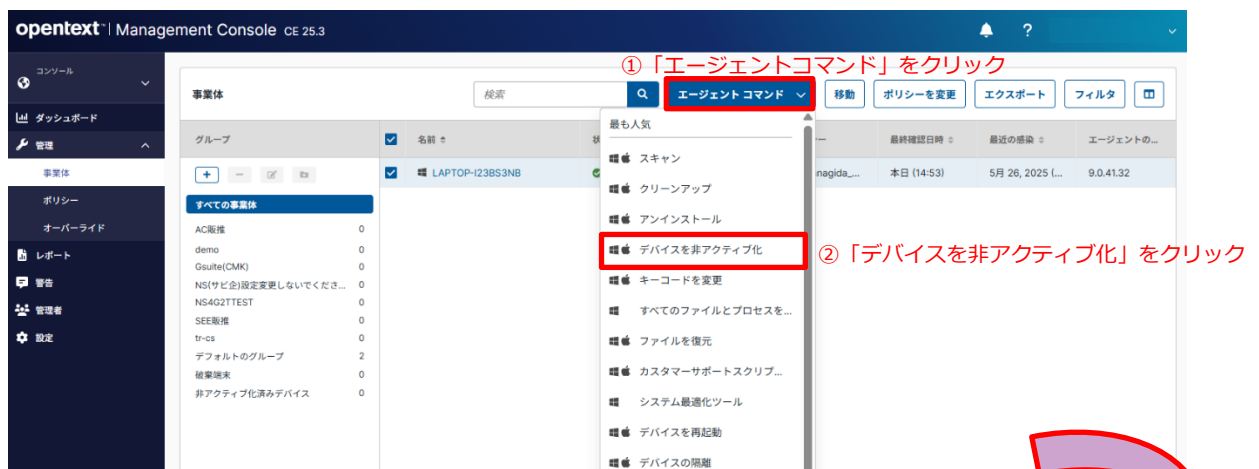 opentext™ | Management Console CE 25.3
?
コンソール
ダッシュボード
管理
事業体
ポリシー
オーバーライド
レポート
警告
管理者
設定
①「エージェントコマンド」をクリック
事業体
検索
エージェント コマンド
移動
ポリシーを変更
エクスポート
フィルタ
グループ
名前
最終確認日時
最近の感染
エージェントの...
LAPTOP-I23BS3NB
nagida_...
本日 (14:53)
5月 26, 2025 (...
9.0.41.32
すべての事業体
AC販推 0
demo 0
Gsuite(CMK) 0
NS(サビ企)設定変更しないでくださ... 0
NS4G2TTEST 0
SEE販推 0
tr-cs 0
デフォルトのグループ 2
破棄端末 0
非アクティブ化済みデバイス 0
最も人気
スキャン
クリーンアップ
アンインストール
デバイスを非アクティブ化
②「デバイスを非アクティブ化」をクリック
キーコードを変更
すべてのファイルとプロセスを...
ファイルを復元
カスタマーサポートスクリプ...
システム最適化ツール
デバイスを再起動
デバイスの隔離